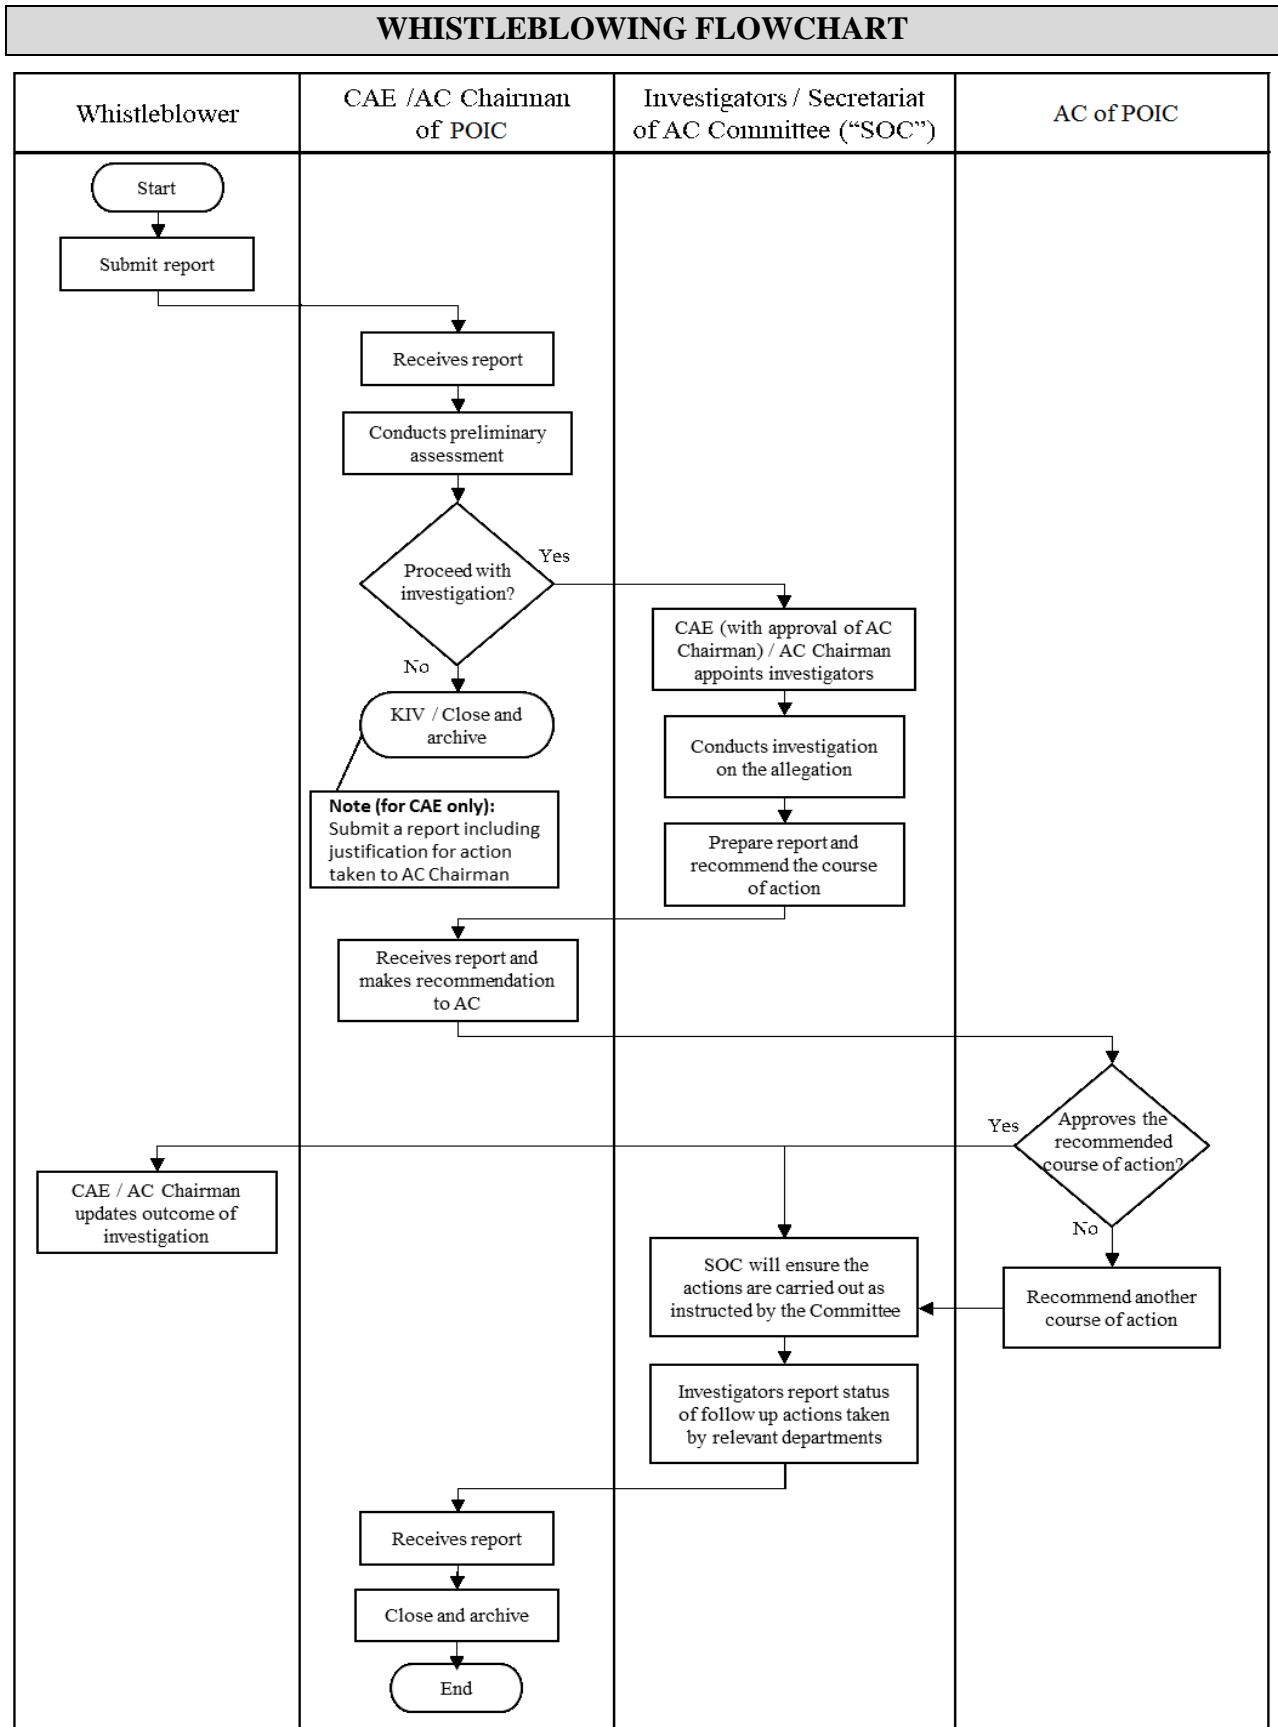 WHISTLEBLOWING FLOWCHART
Whistleblower
CAE /AC Chairman
of POIC
Investigators / Secretariat
of AC Committee (“SOC”)
AC of POIC
Start
Submit report
Receives report
Conducts preliminary
assessment
Proceed with
investigation?
Yes
No
CAE (with approval of AC
Chairman) / AC Chairman
appoints investigators
KIV / Close and
archive
Conducts investigation
on the allegation
Note (for CAE only):
Submit a report including
justification for action
taken to AC Chairman
Prepare report and
recommend the course
of action
Receives report and
makes recommendation
to AC
Approves the
recommended
course of action?
Yes
No
CAE / AC Chairman
updates outcome of
investigation
SOC will ensure the
actions are carried out as
instructed by the Committee
Recommend another
course of action
Investigators report status
of follow up actions taken
by relevant departments
Receives report
Close and archive
End